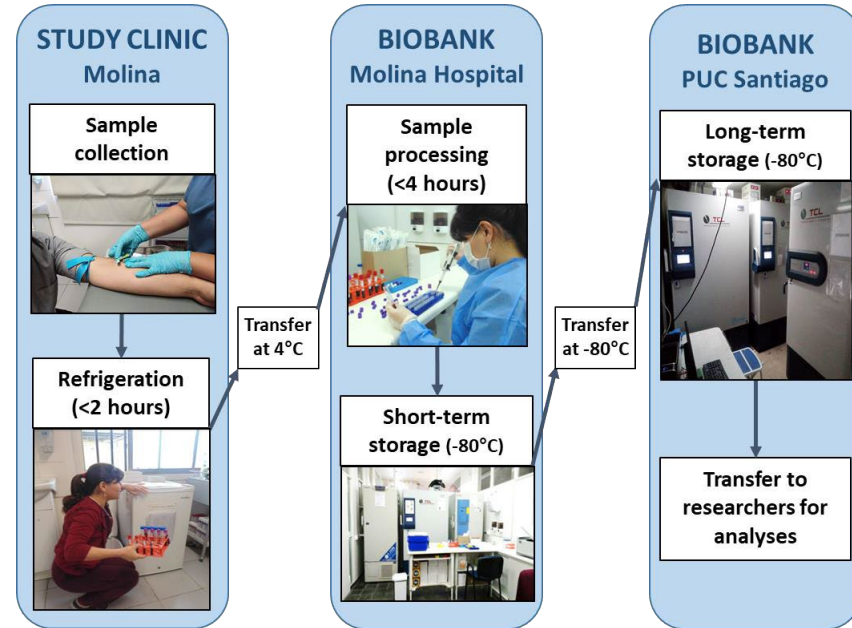 STUDY CLINIC
Molina
Sample
collection
Refrigeration
(<2 hours)
Transfer
at 4°C
BIOBANK
Molina Hospital
Sample
processing
(<4 hours)
Short-term
storage (-80°C)
Transfer
at -80°C
BIOBANK
PUC Santiago
Long-term
storage (-80°C)
TCL
TCL
TCL
Transfer to
researchers for
analyses